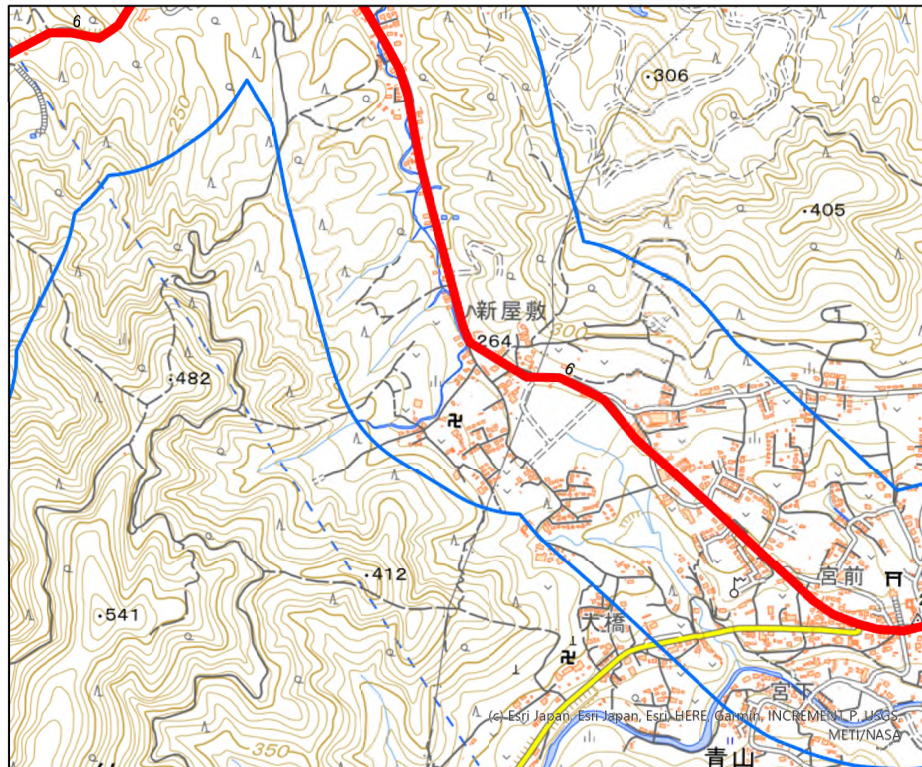 6
306
250
405
新屋敷
300
264
6
482
412
宮前
541
大橋
宮下
(c) Esri Japan, Esri Japan, Esri, HERE, Garmin, INCREMENT P, USGS,
METI/NASA
350
青山